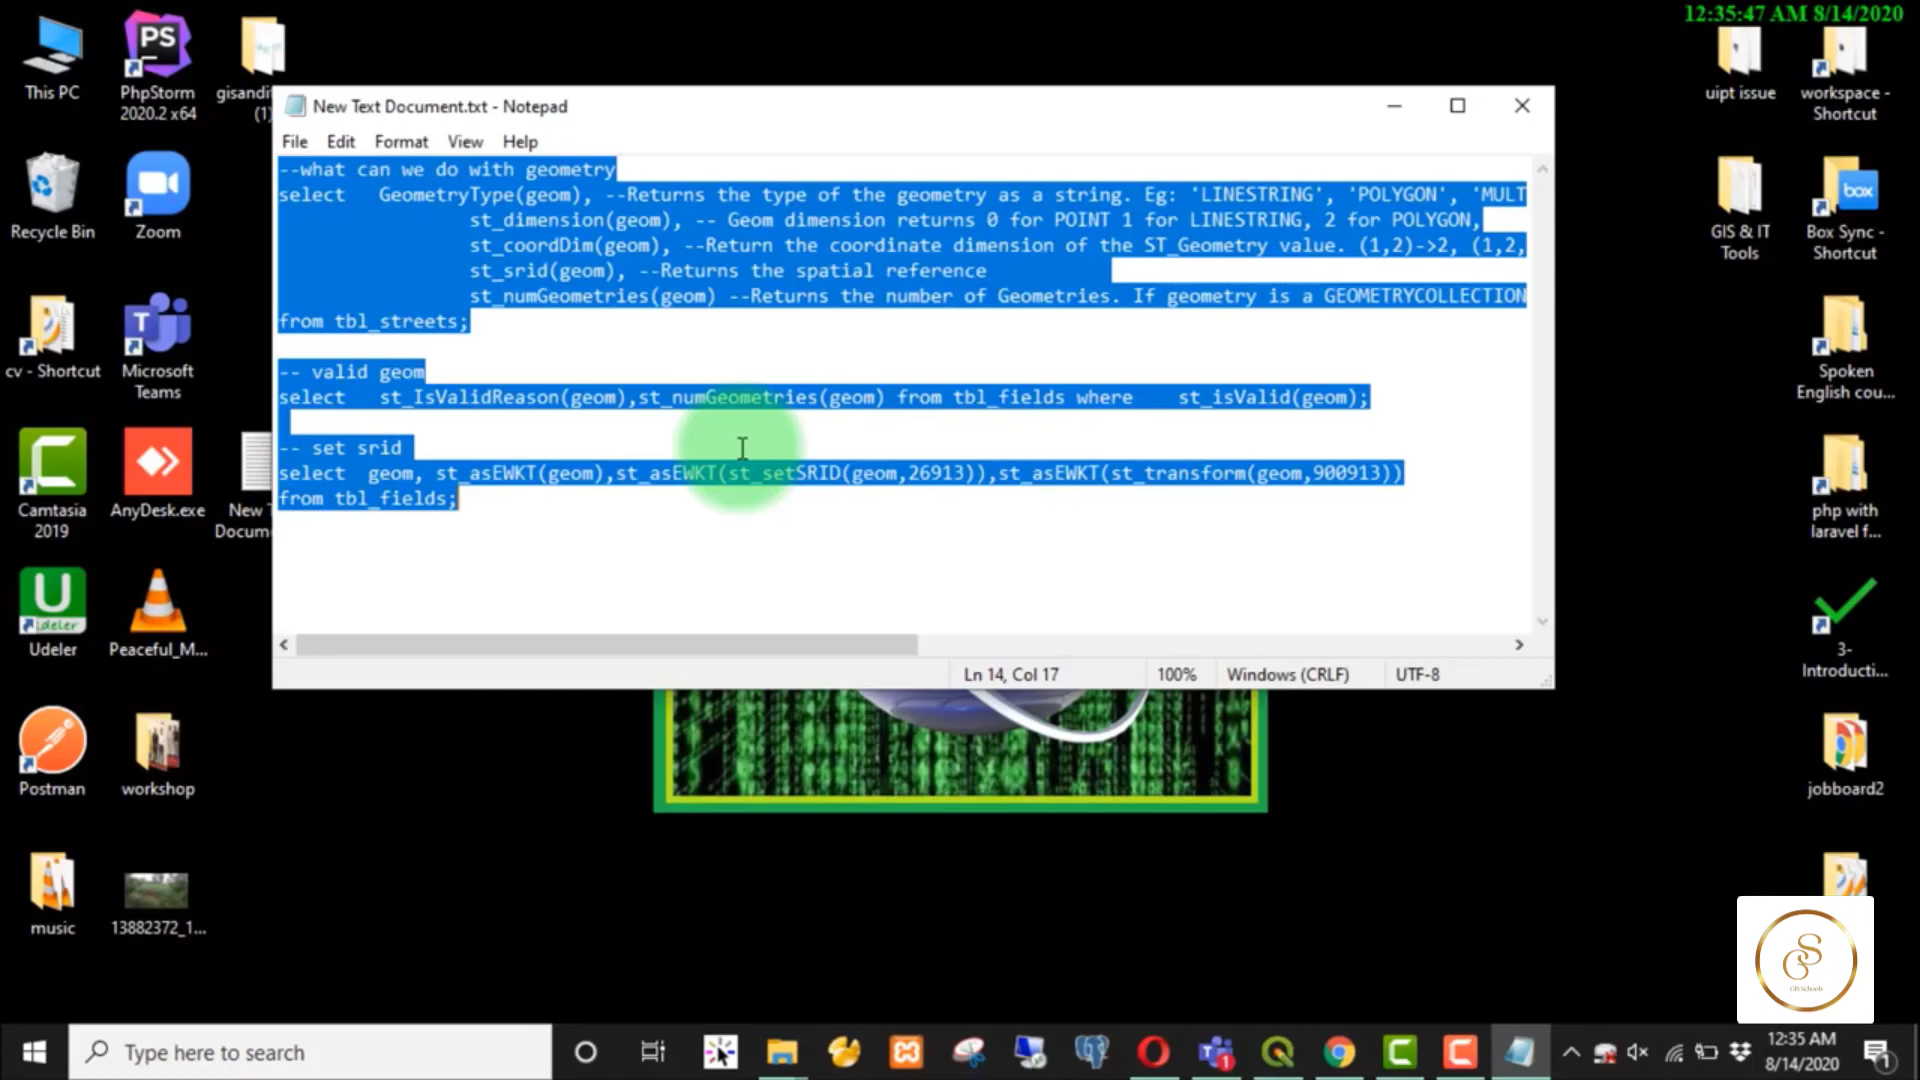 12:35:47 AM 8/14/2020
This PC
PhpStorm
2020.2 x64
gisandit
(1)
uipt issue
workspace -
Shortcut
New Text Document.txt - Notepad
File Edit Format View Help
--what can we do with geometry
select GeometryType(geom), --Returns the type of the geometry as a string. Eg: 'LINESTRING', 'POLYGON', 'MULT
st_dimension(geom), -- Geom dimension returns 0 for POINT 1 for LINESTRING, 2 for POLYGON,
st_coordDim(geom), --Return the coordinate dimension of the ST_Geometry value. (1,2)->2, (1,2,
st_srid(geom), --Returns the spatial reference
st_numGeometries(geom) --Returns the number of Geometries. If geometry is a GEOMETRYCOLLECTION
from tbl_streets;
-- valid geom
select st_IsValidReason(geom),st_numGeometries(geom) from tbl_fields where st_isValid(geom);
-- set srid
select geom, st_asEWKT(geom),st_asEWKT(st_setSRID(geom,26913)),st_asEWKT(st_transform(geom,900913))
from tbl_fields;
Ln 14, Col 17
100%
Windows (CRLF)
UTF-8
Recycle Bin
Zoom
GIS & IT
Tools
box
Box Sync -
Shortcut
cv - Shortcut
Microsoft
Teams
Spoken
English cou...
Camtasia
2019
AnyDesk.exe
New T
Docum
php with
laravel f...
Udeler
Peaceful_M...
3-
Introducti...
Postman
workshop
jobboard2
music
13882372_1...
GIS Schools
Type here to search
12:35 AM
8/14/2020